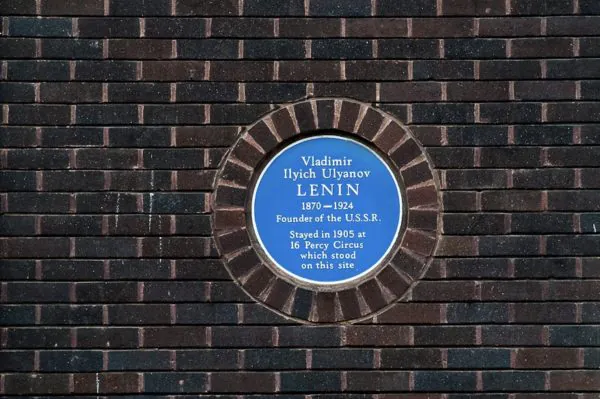 Vladimir
Ilyich Ulyanov
LENIN
1870—1924
Founder of the U.S.S.R.
Stayed in 1905 at
16 Percy Circus
which stood
on this site